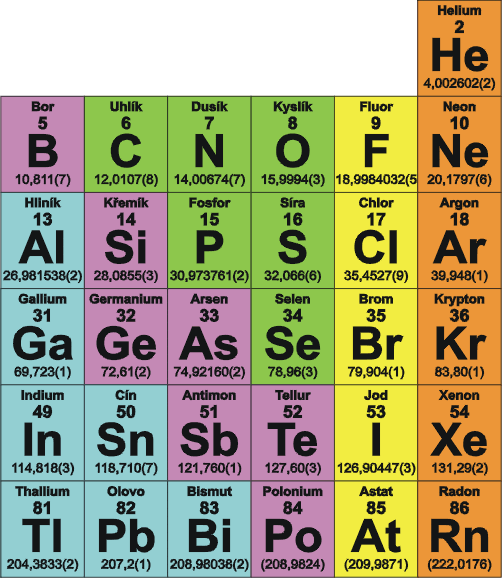 Helium
2
He
4,002602(2)
Bor Uhlík Dusík Kyslík Fluor Neon
5 6 7 8 9 10
B C N O F Ne
10,811(7) 12,0107(8) 14,00674(7) 15,9994(3) 18,9984032(5 20,1797(6)
Hliník Křemík Fosfor Síra Chlor Argon
13 14 15 16 17 18
Al Si P S Cl Ar
26,981538(2) 28,0855(3) 30,973761(2) 32,066(6) 35,4527(9) 39,948(1)
Gallium Germanium Arsen Selen Brom Krypton
31 32 33 34 35 36
Ga Ge As Se Br Kr
69,723(1) 72,61(2) 74,92160(2) 78,96(3) 79,904(1) 83,80(1)
Indium Cín Antimon Tellur Jod Xenon
49 50 51 52 53 54
In Sn Sb Te I Xe
114,818(3) 118,710(7) 121,760(1) 127,60(3) 126,90447(3) 131,29(2)
Thallium Olovo Bismut Polonium Astat Radon
81 82 83 84 85 86
Tl Pb Bi Po At Rn
204,3833(2) 207,2(1) 208,98038(2) (208,9824) (209,9871) (222,0176)